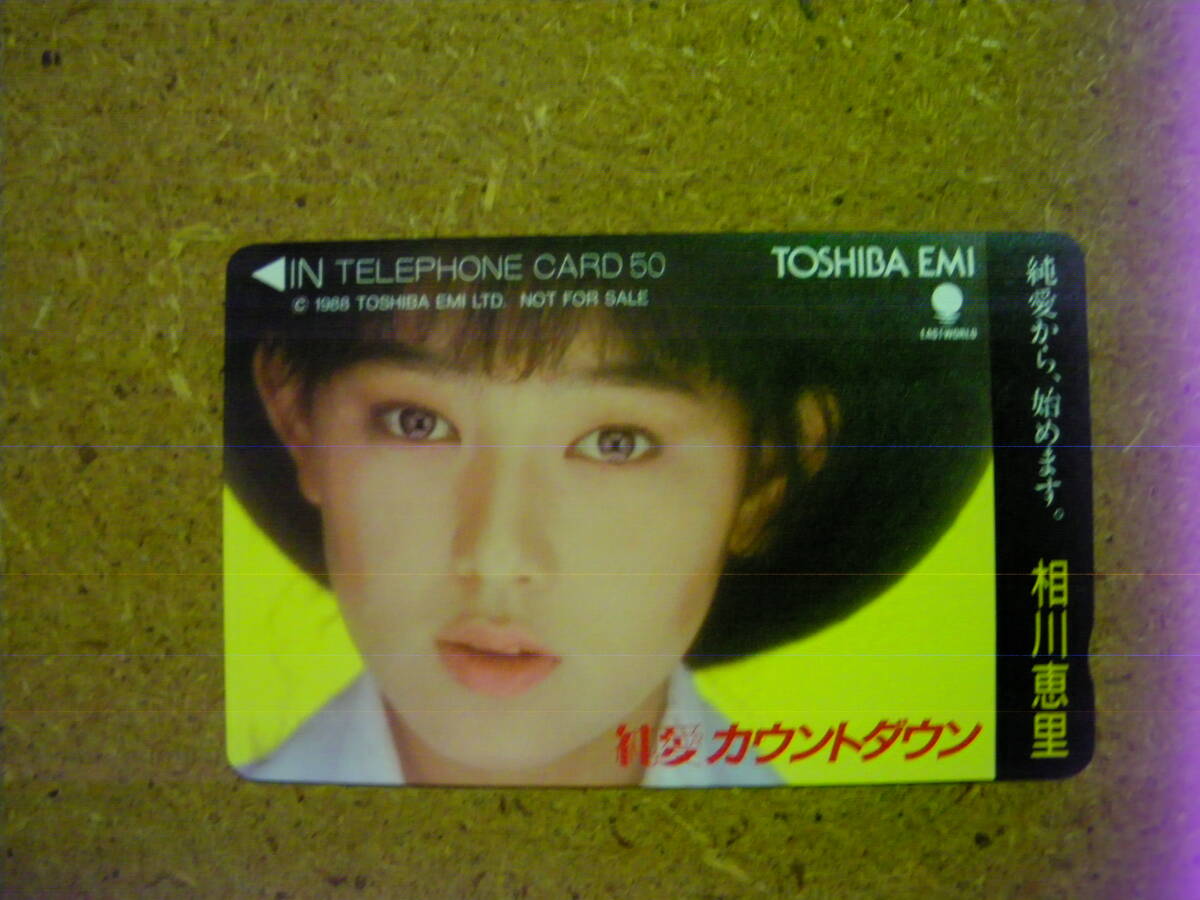 IN TELEPHONE CARD 50
© 1988 TOSHIBA EMI LTD. NOT FOR SALE
TOSHIBA EMI
EASTWORLD
純愛から、始めます。
相川恵里
純愛カウントダウン